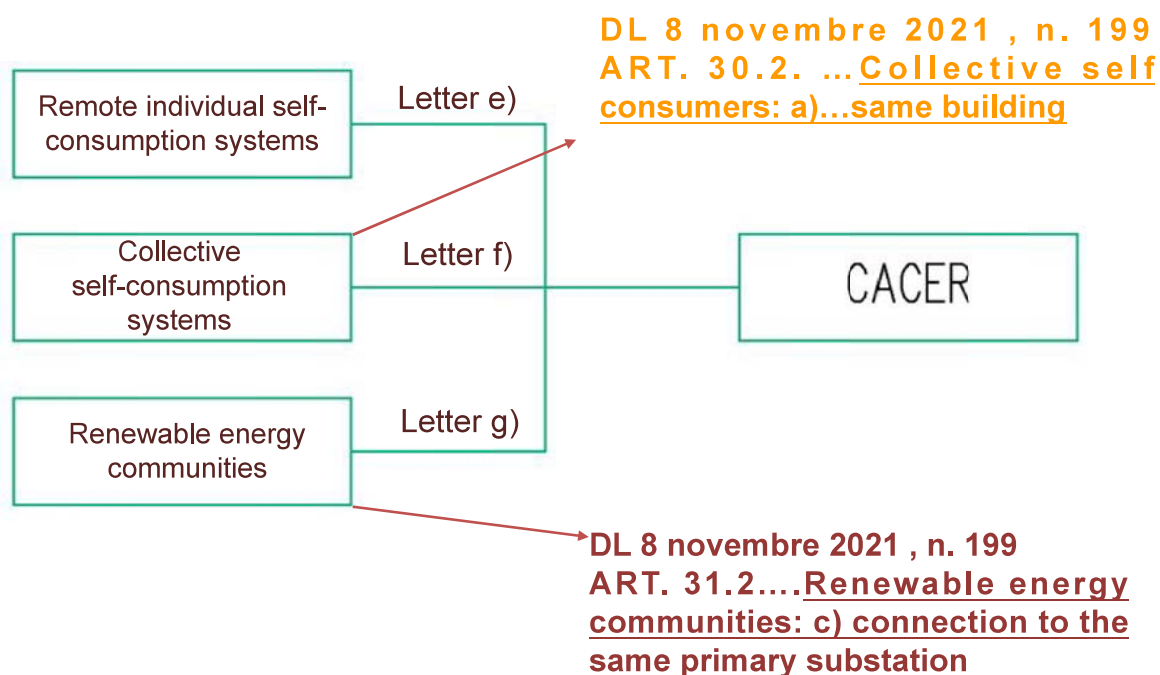 DL 8 novembre 2021 , n. 199
ART. 30.2. ...Collective self
consumers: a)...same building
Remote individual self-
consumption systems
Letter e)
Collective
self-consumption
systems
Letter f)
CACER
Renewable energy
communities
Letter g)
DL 8 novembre 2021 , n. 199
ART. 31.2....Renewable energy
communities: c) connection to the
same primary substation